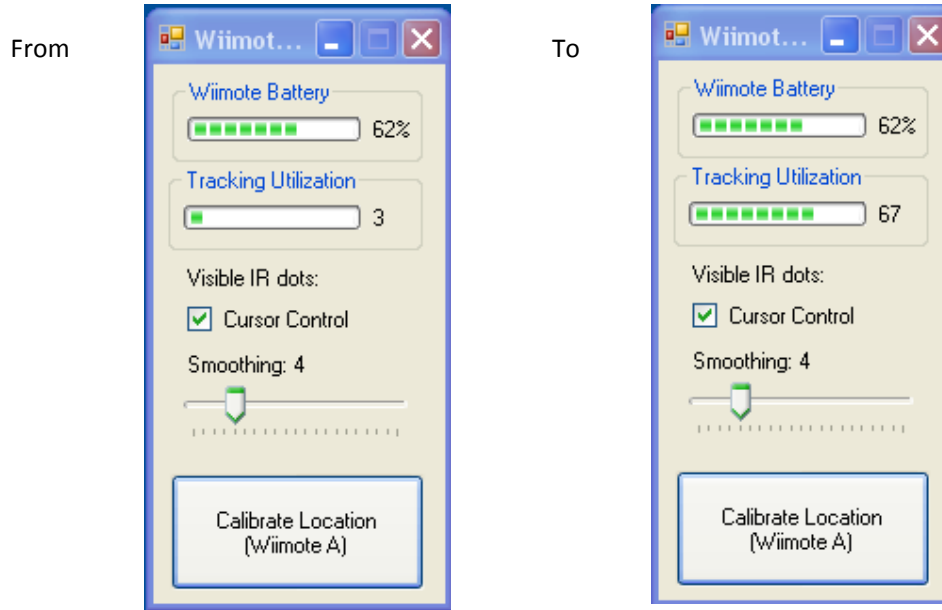 From
Wiimot...
Wiimote Battery
62%
Tracking Utilization
3
Visible IR dots:
Cursor Control
Smoothing: 4
Calibrate Location
(Wiimote A)
To
Wiimot...
Wiimote Battery
62%
Tracking Utilization
67
Visible IR dots:
Cursor Control
Smoothing: 4
Calibrate Location
(Wiimote A)